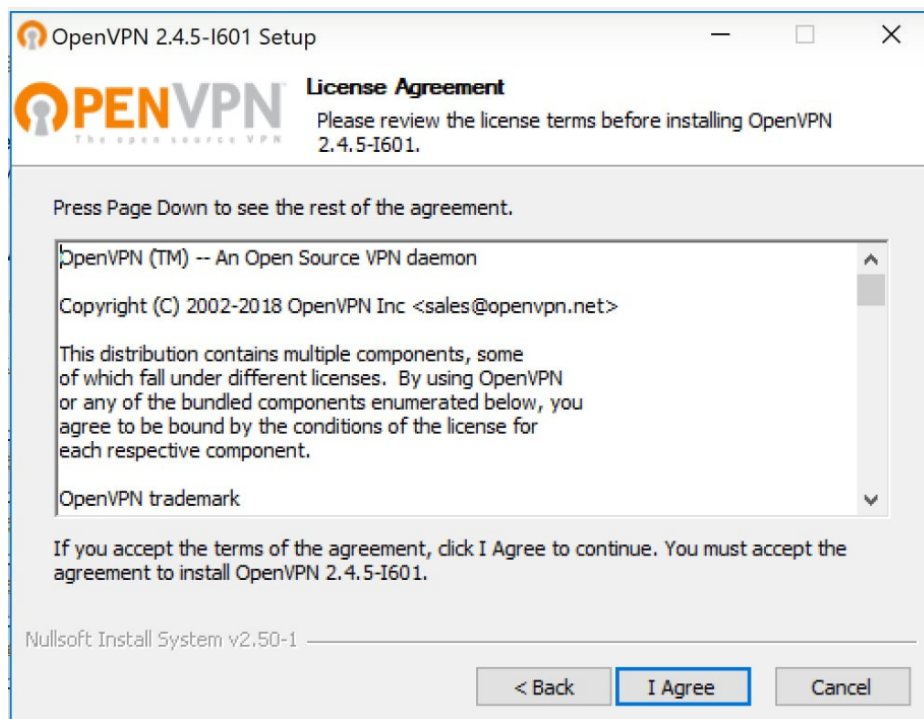 OpenVPN 2.4.5-I601 Setup
OPENVPN
The open source VPN
License Agreement
Please review the license terms before installing OpenVPN
2.4.5-I601.
Press Page Down to see the rest of the agreement.
OpenVPN (TM) -- An Open Source VPN daemon
Copyright (C) 2002-2018 OpenVPN Inc <sales@openvpn.net>
This distribution contains multiple components, some
of which fall under different licenses.  By using OpenVPN
or any of the bundled components enumerated below, you
agree to be bound by the conditions of the license for
each respective component.
OpenVPN trademark
If you accept the terms of the agreement, click I Agree to continue. You must accept the
agreement to install OpenVPN 2.4.5-I601.
Nullsoft Install System v2.50-1
< Back
I Agree
Cancel